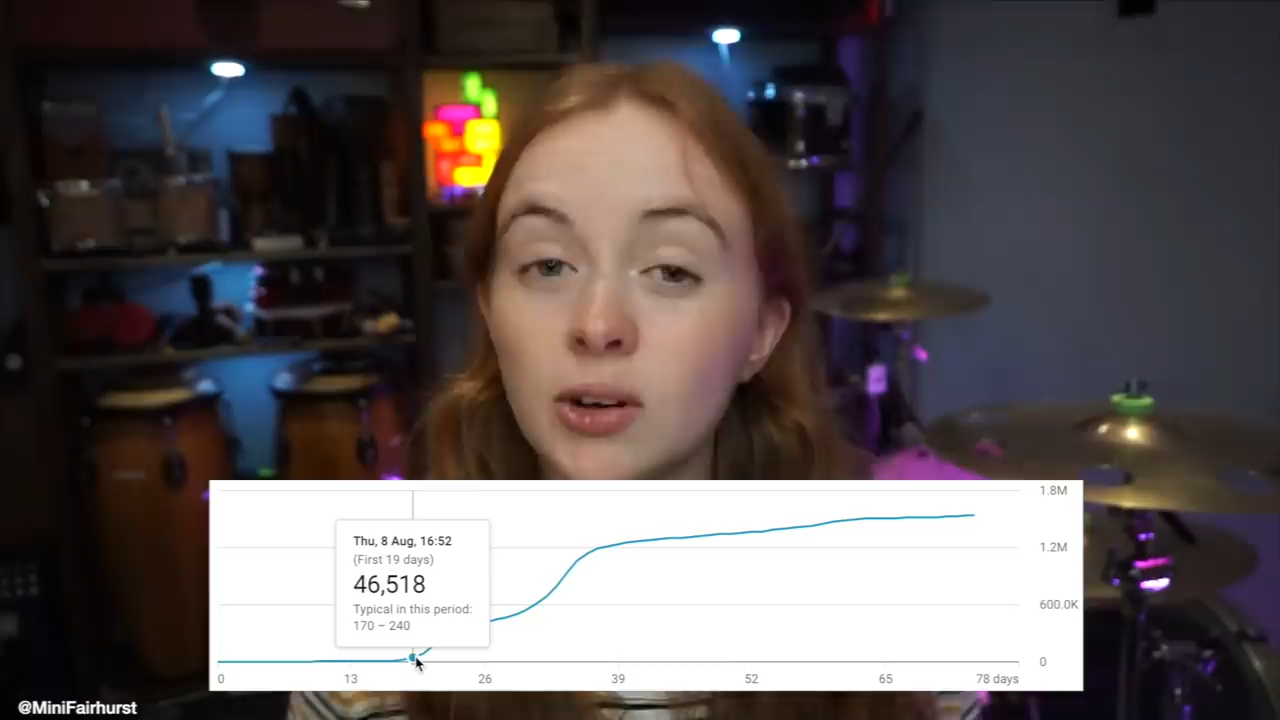 1.8M
Thu, 8 Aug, 16:52
(First 19 days)
1.2M
46,518
Typical in this period:
600.0K
170 – 240
0
0 13 26 39 52 65 78 days
@MiniFairhurst